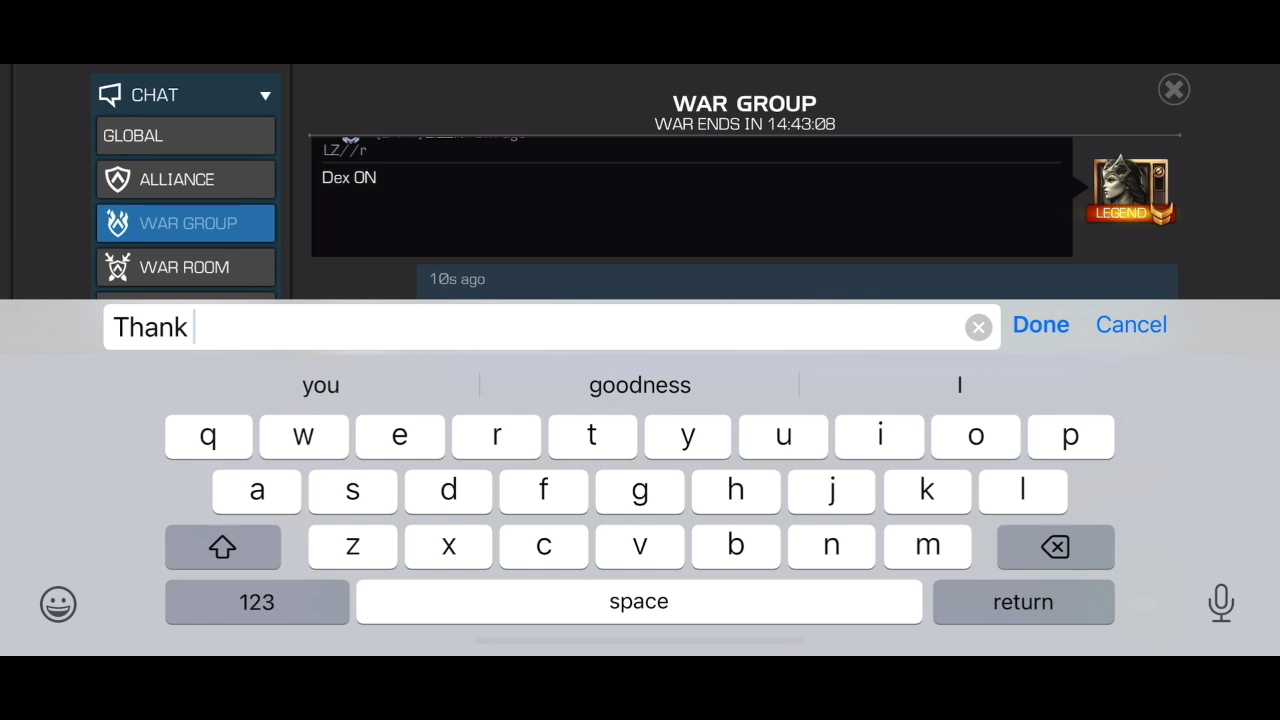 CHAT
GLOBAL
ALLIANCE
WAR GROUP
WAR ROOM
WAR GROUP
WAR ENDS IN 14:43:08
LZ//r
Dex ON
LEGEND
10s ago
Thank
Done
Cancel
you
goodness
I
q w e r t y u i o p
a s d f g h j k l
z x c v b n m
123
space
return